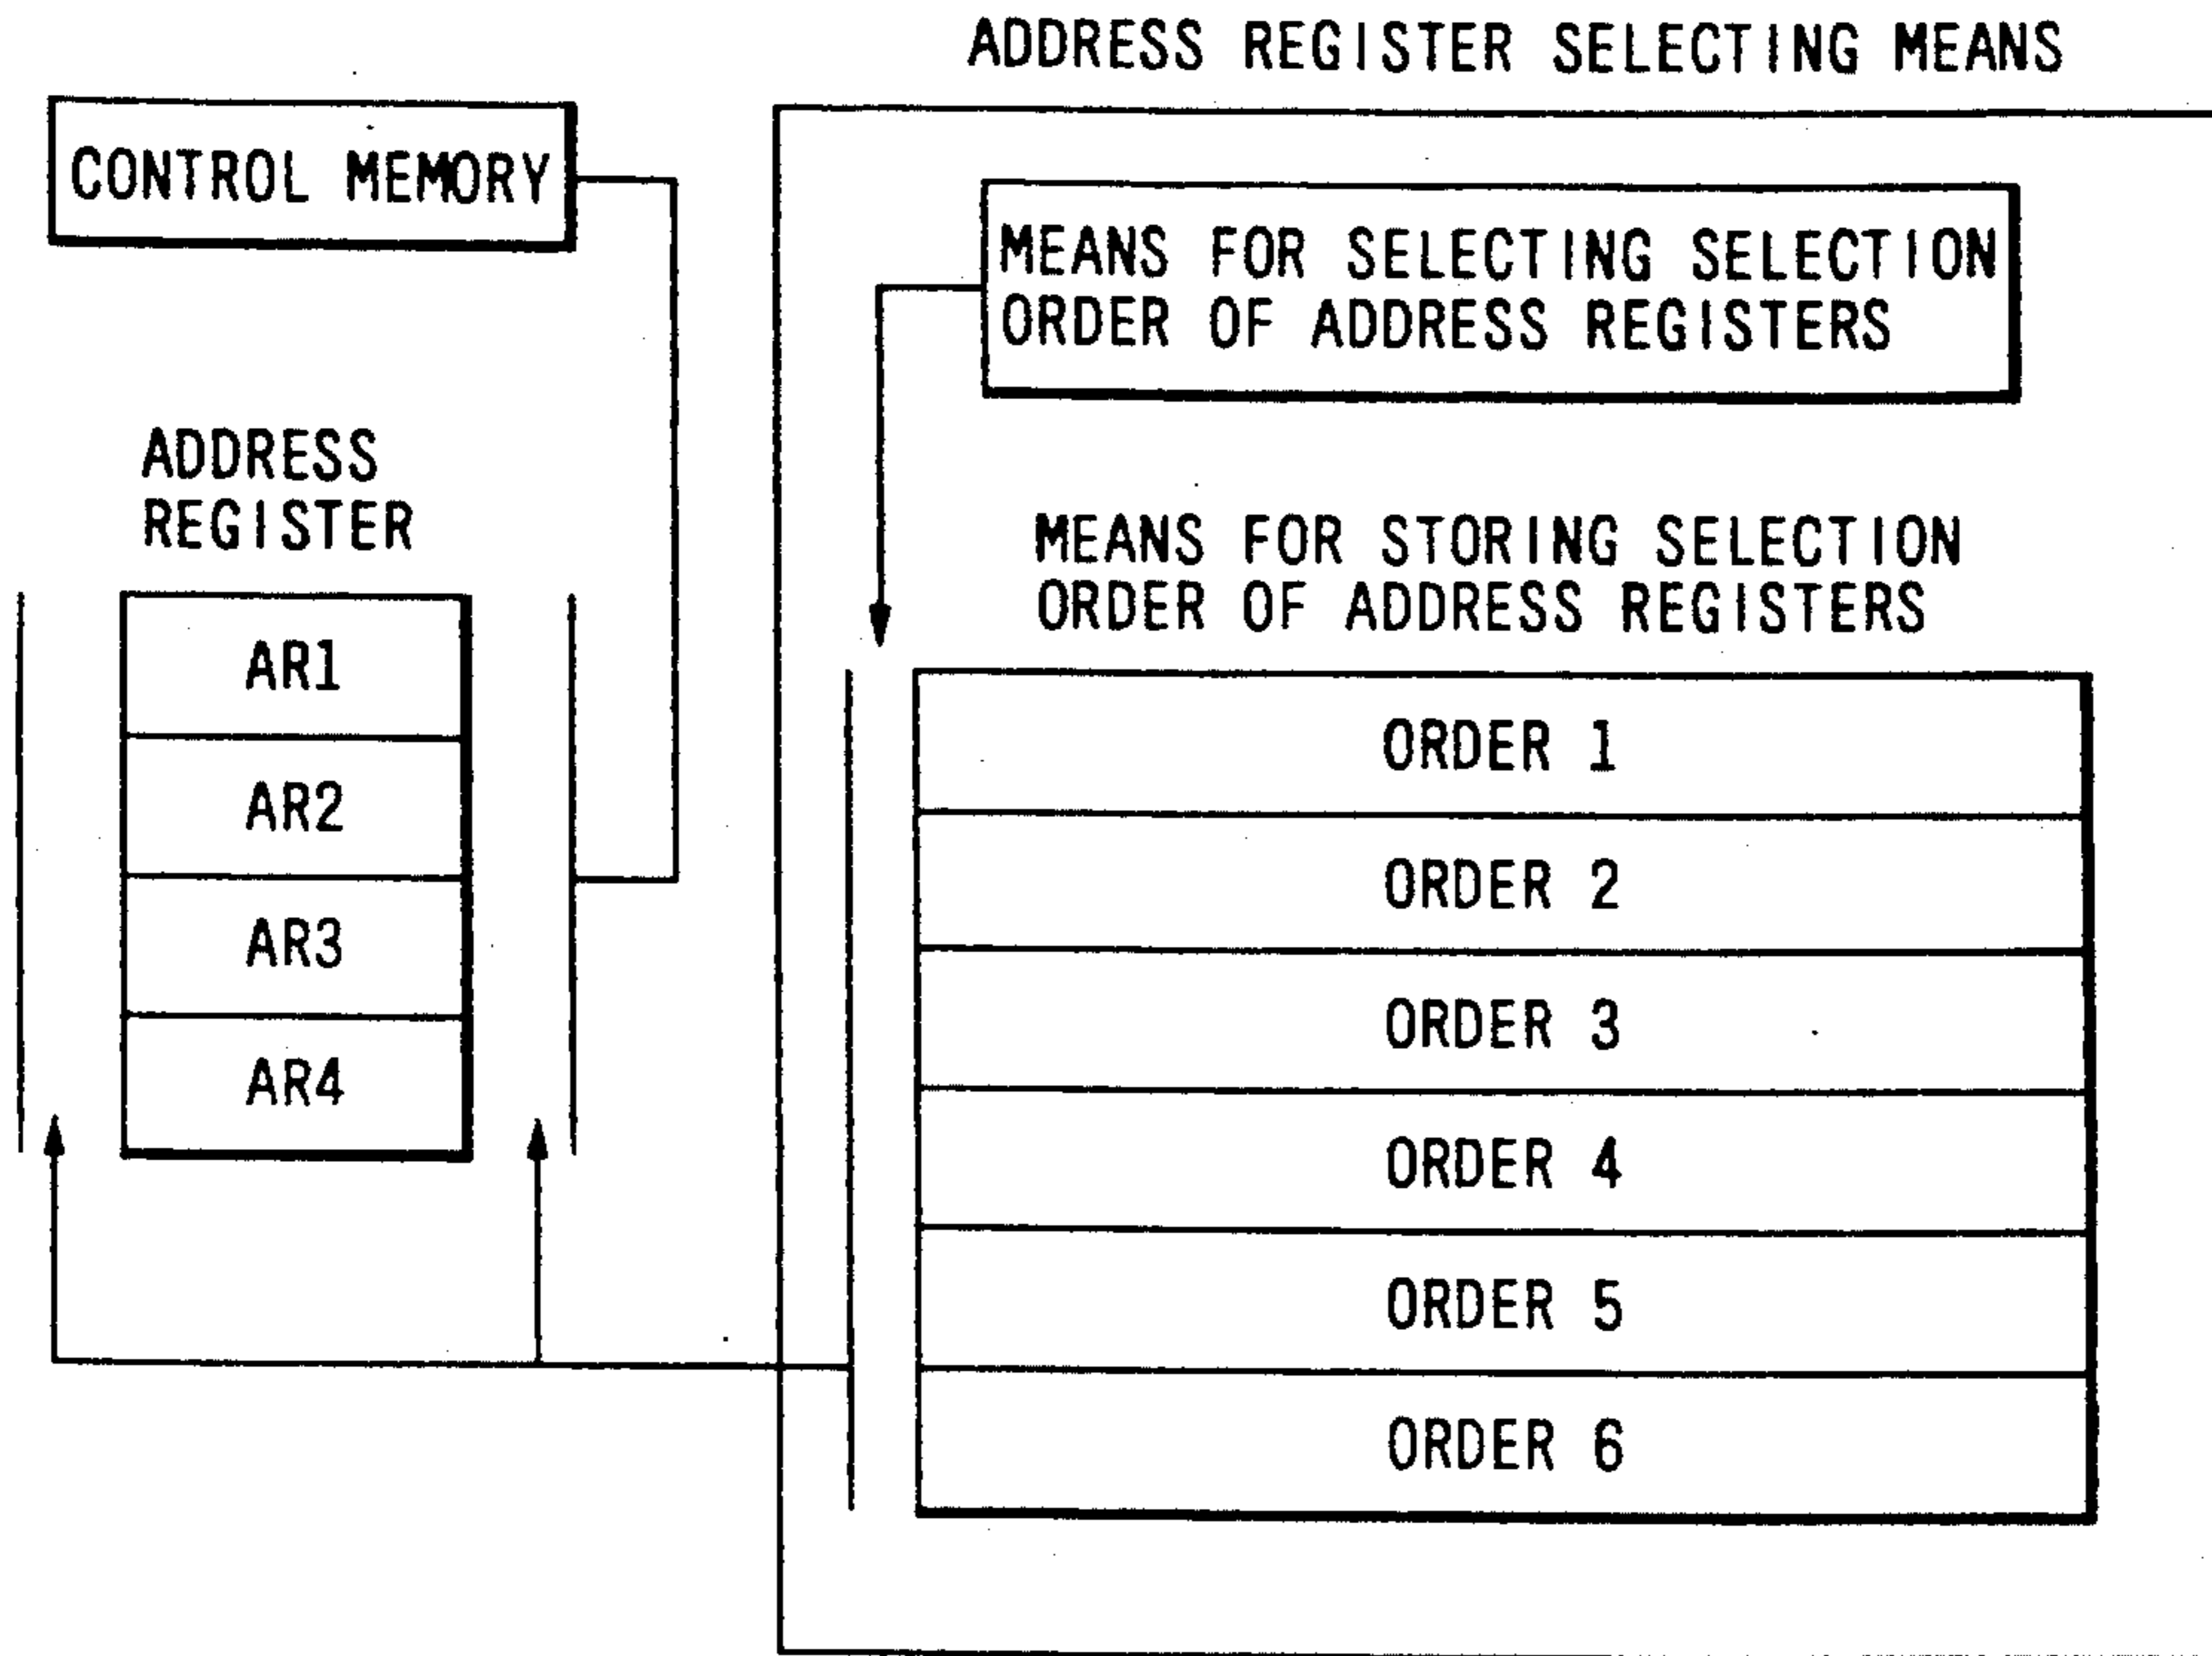 ADDRESS REGISTER SELECTING MEANS
CONTROL MEMORY
MEANS FOR SELECTING SELECTION
ORDER OF ADDRESS REGISTERS
ADDRESS
REGISTER
AR1
AR2
AR3
AR4
MEANS FOR STORING SELECTION
ORDER OF ADDRESS REGISTERS
ORDER 1
ORDER 2
ORDER 3
ORDER 4
ORDER 5
ORDER 6